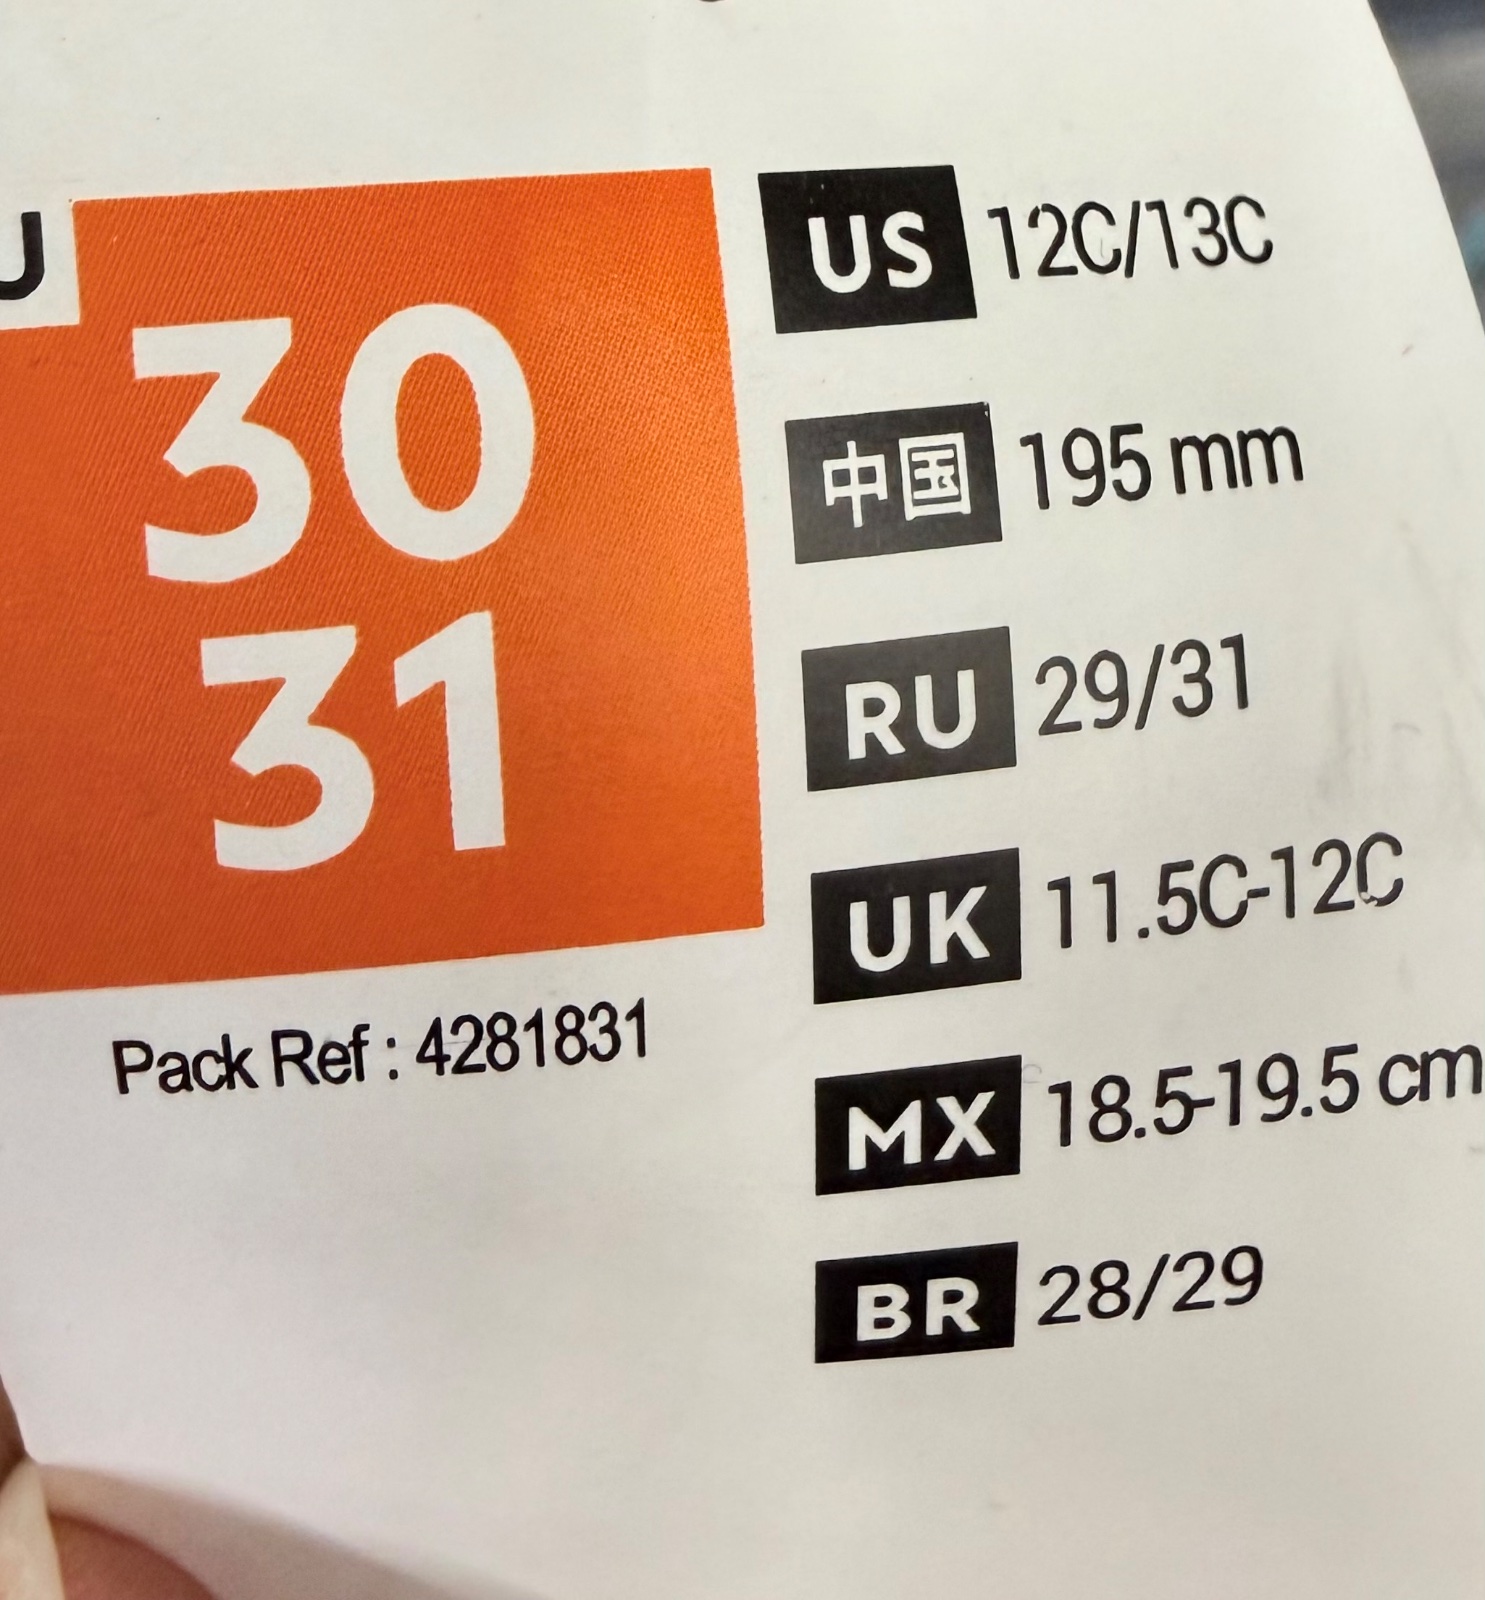 U
30
31
Pack Ref : 4281831
US 12C/13C
中国 195 mm
RU 29/31
UK 11.5C-12C
MX 18.5-19.5 cm
BR 28/29